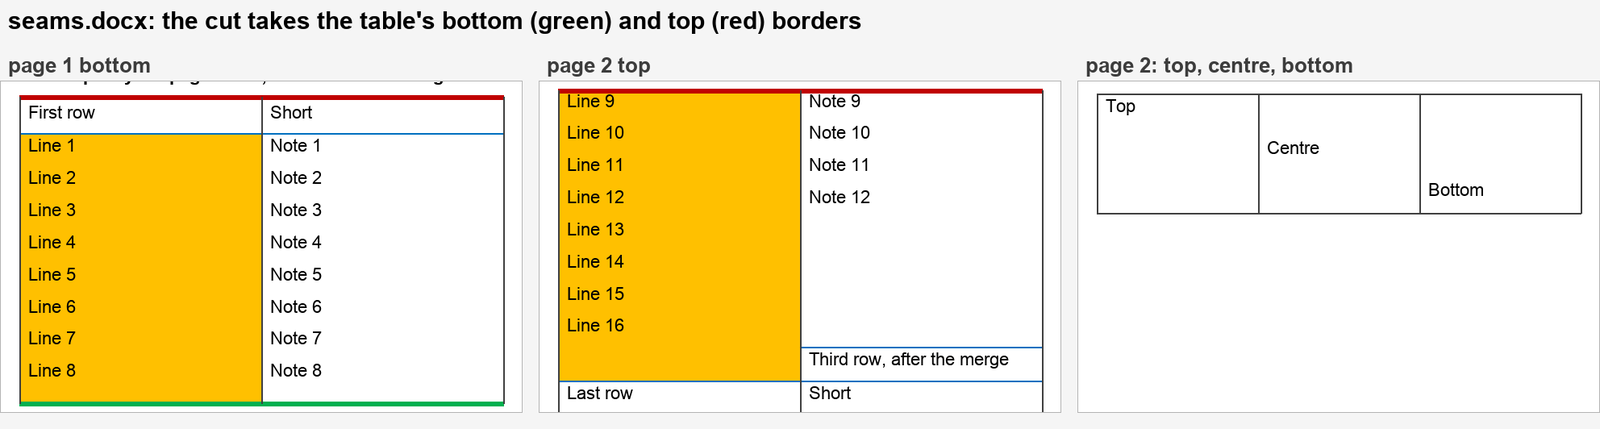 seams.docx: the cut takes the table's bottom (green) and top (red) borders
page 1 bottom
First row Short
Line 1 Note 1
Line 2 Note 2
Line 3 Note 3
Line 4 Note 4
Line 5 Note 5
Line 6 Note 6
Line 7 Note 7
Line 8 Note 8
page 2 top
Line 9 Note 9
Line 10 Note 10
Line 11 Note 11
Line 12 Note 12
Line 13
Line 14
Line 15
Line 16
Third row, after the merge
Last row Short
page 2: top, centre, bottom
Top
Centre
Bottom